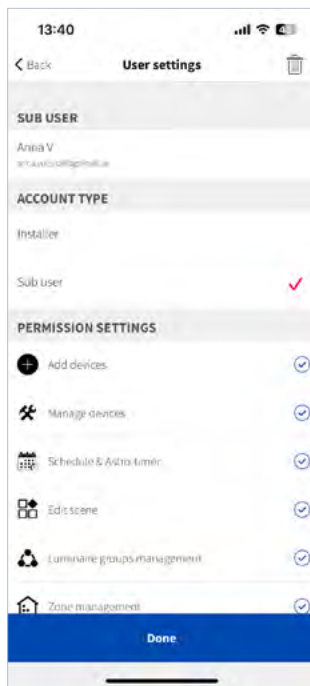 13:40
Back
User settings
SUB USER
Anna V
ACCOUNT TYPE
Installer
Sub user
PERMISSION SETTINGS
Add devices
Manage devices
Schedule & Astro timer
Edit scene
Luminaire groups management
Zone management
Done